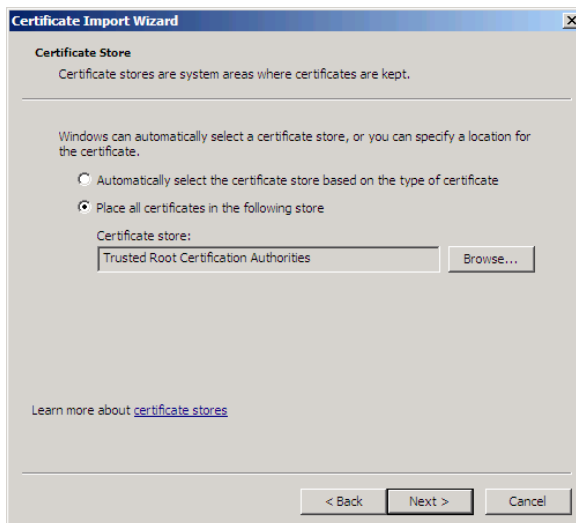 Certificate Import Wizard
Certificate Store
Certificate stores are system areas where certificates are kept.
Windows can automatically select a certificate store, or you can specify a location for
the certificate.
Automatically select the certificate store based on the type of certificate
Place all certificates in the following store
Certificate store:
Trusted Root Certification Authorities
Browse...
Learn more about certificate stores
< Back
Next >
Cancel